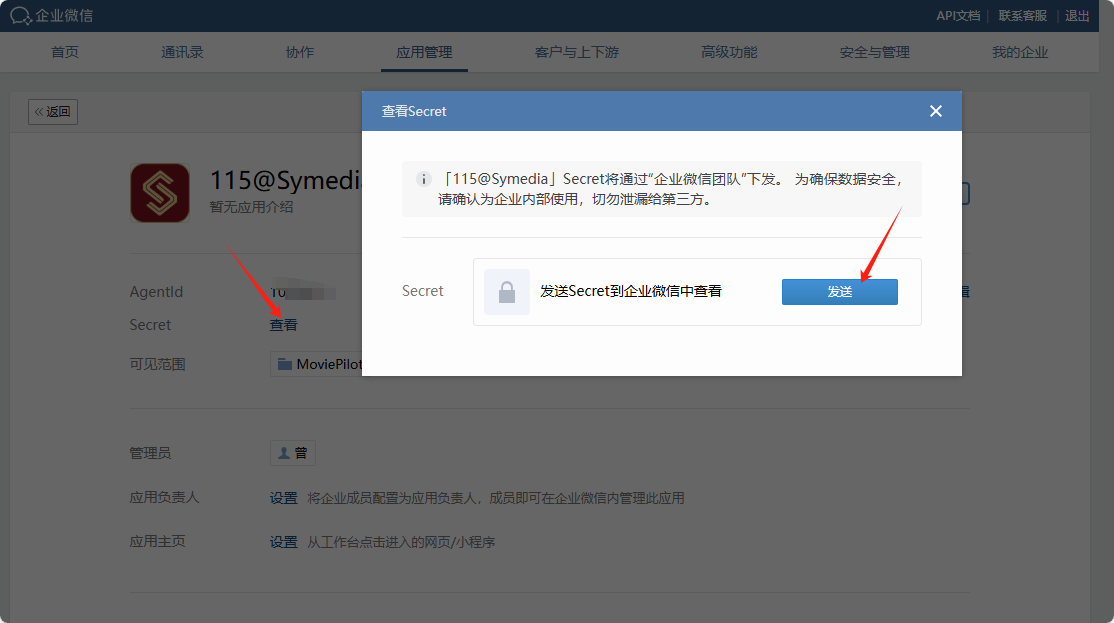 企业微信
API文档 | 联系客服 | 退出
首页 通讯录 协作 应用管理 客户与上下游 高级功能 安全与管理 我的企业
«返回
查看Secret
115@Symedi
暂无应用介绍
「115@Symedia」Secret将通过“企业微信团队”下发。 为确保数据安全，
请确认为企业内部使用，切勿泄漏给第三方。
AgentId 10
Secret 发送Secret到企业微信中查看 发送
Secret 查看
可见范围 MoviePilot
管理员 曾
应用负责人 设置 将企业成员配置为应用负责人，成员即可在企业微信内管理此应用
应用主页 设置 从工作台点击进入的网页/小程序